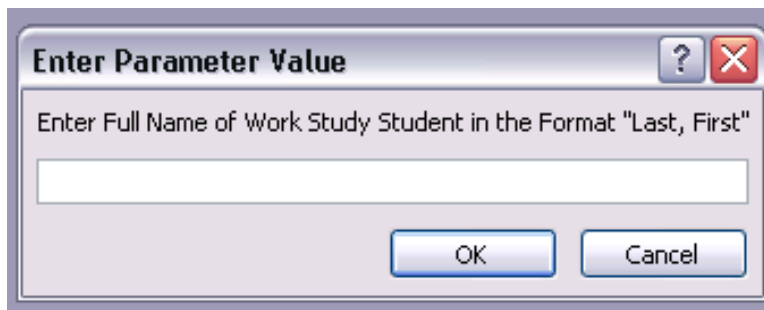 Enter Parameter Value ?
Enter Full Name of Work Study Student in the Format "Last, First"
OK Cancel